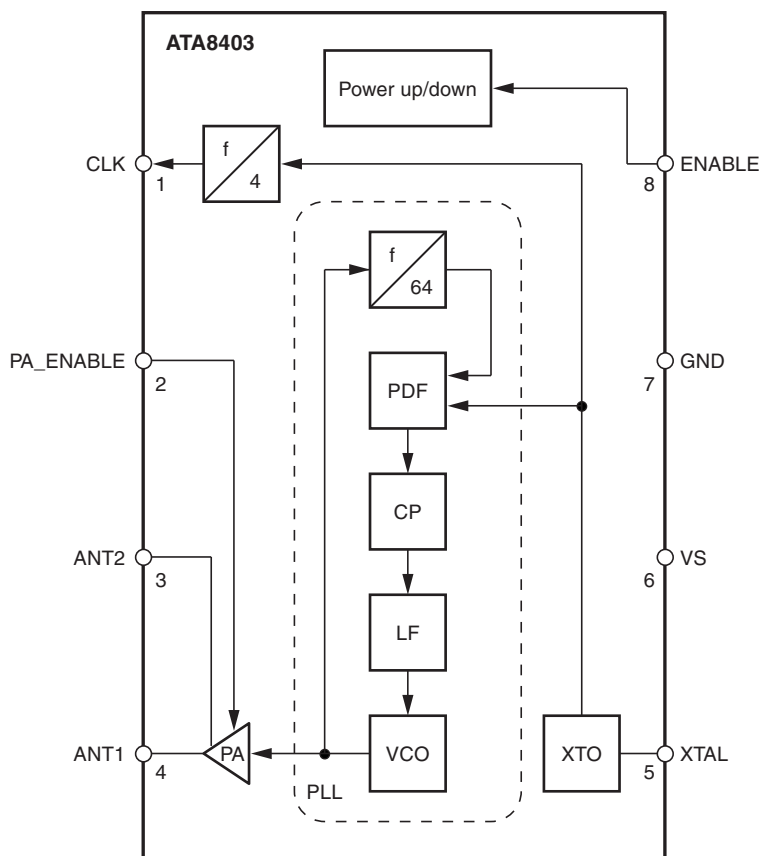 ATA8403
Power up/down
CLK
1
f
4
ENABLE
8
f
64
PA_ENABLE
2
PDF
GND
7
CP
ANT2
3
VS
6
LF
ANT1
4
PA
VCO
XTO
XTAL
5
PLL